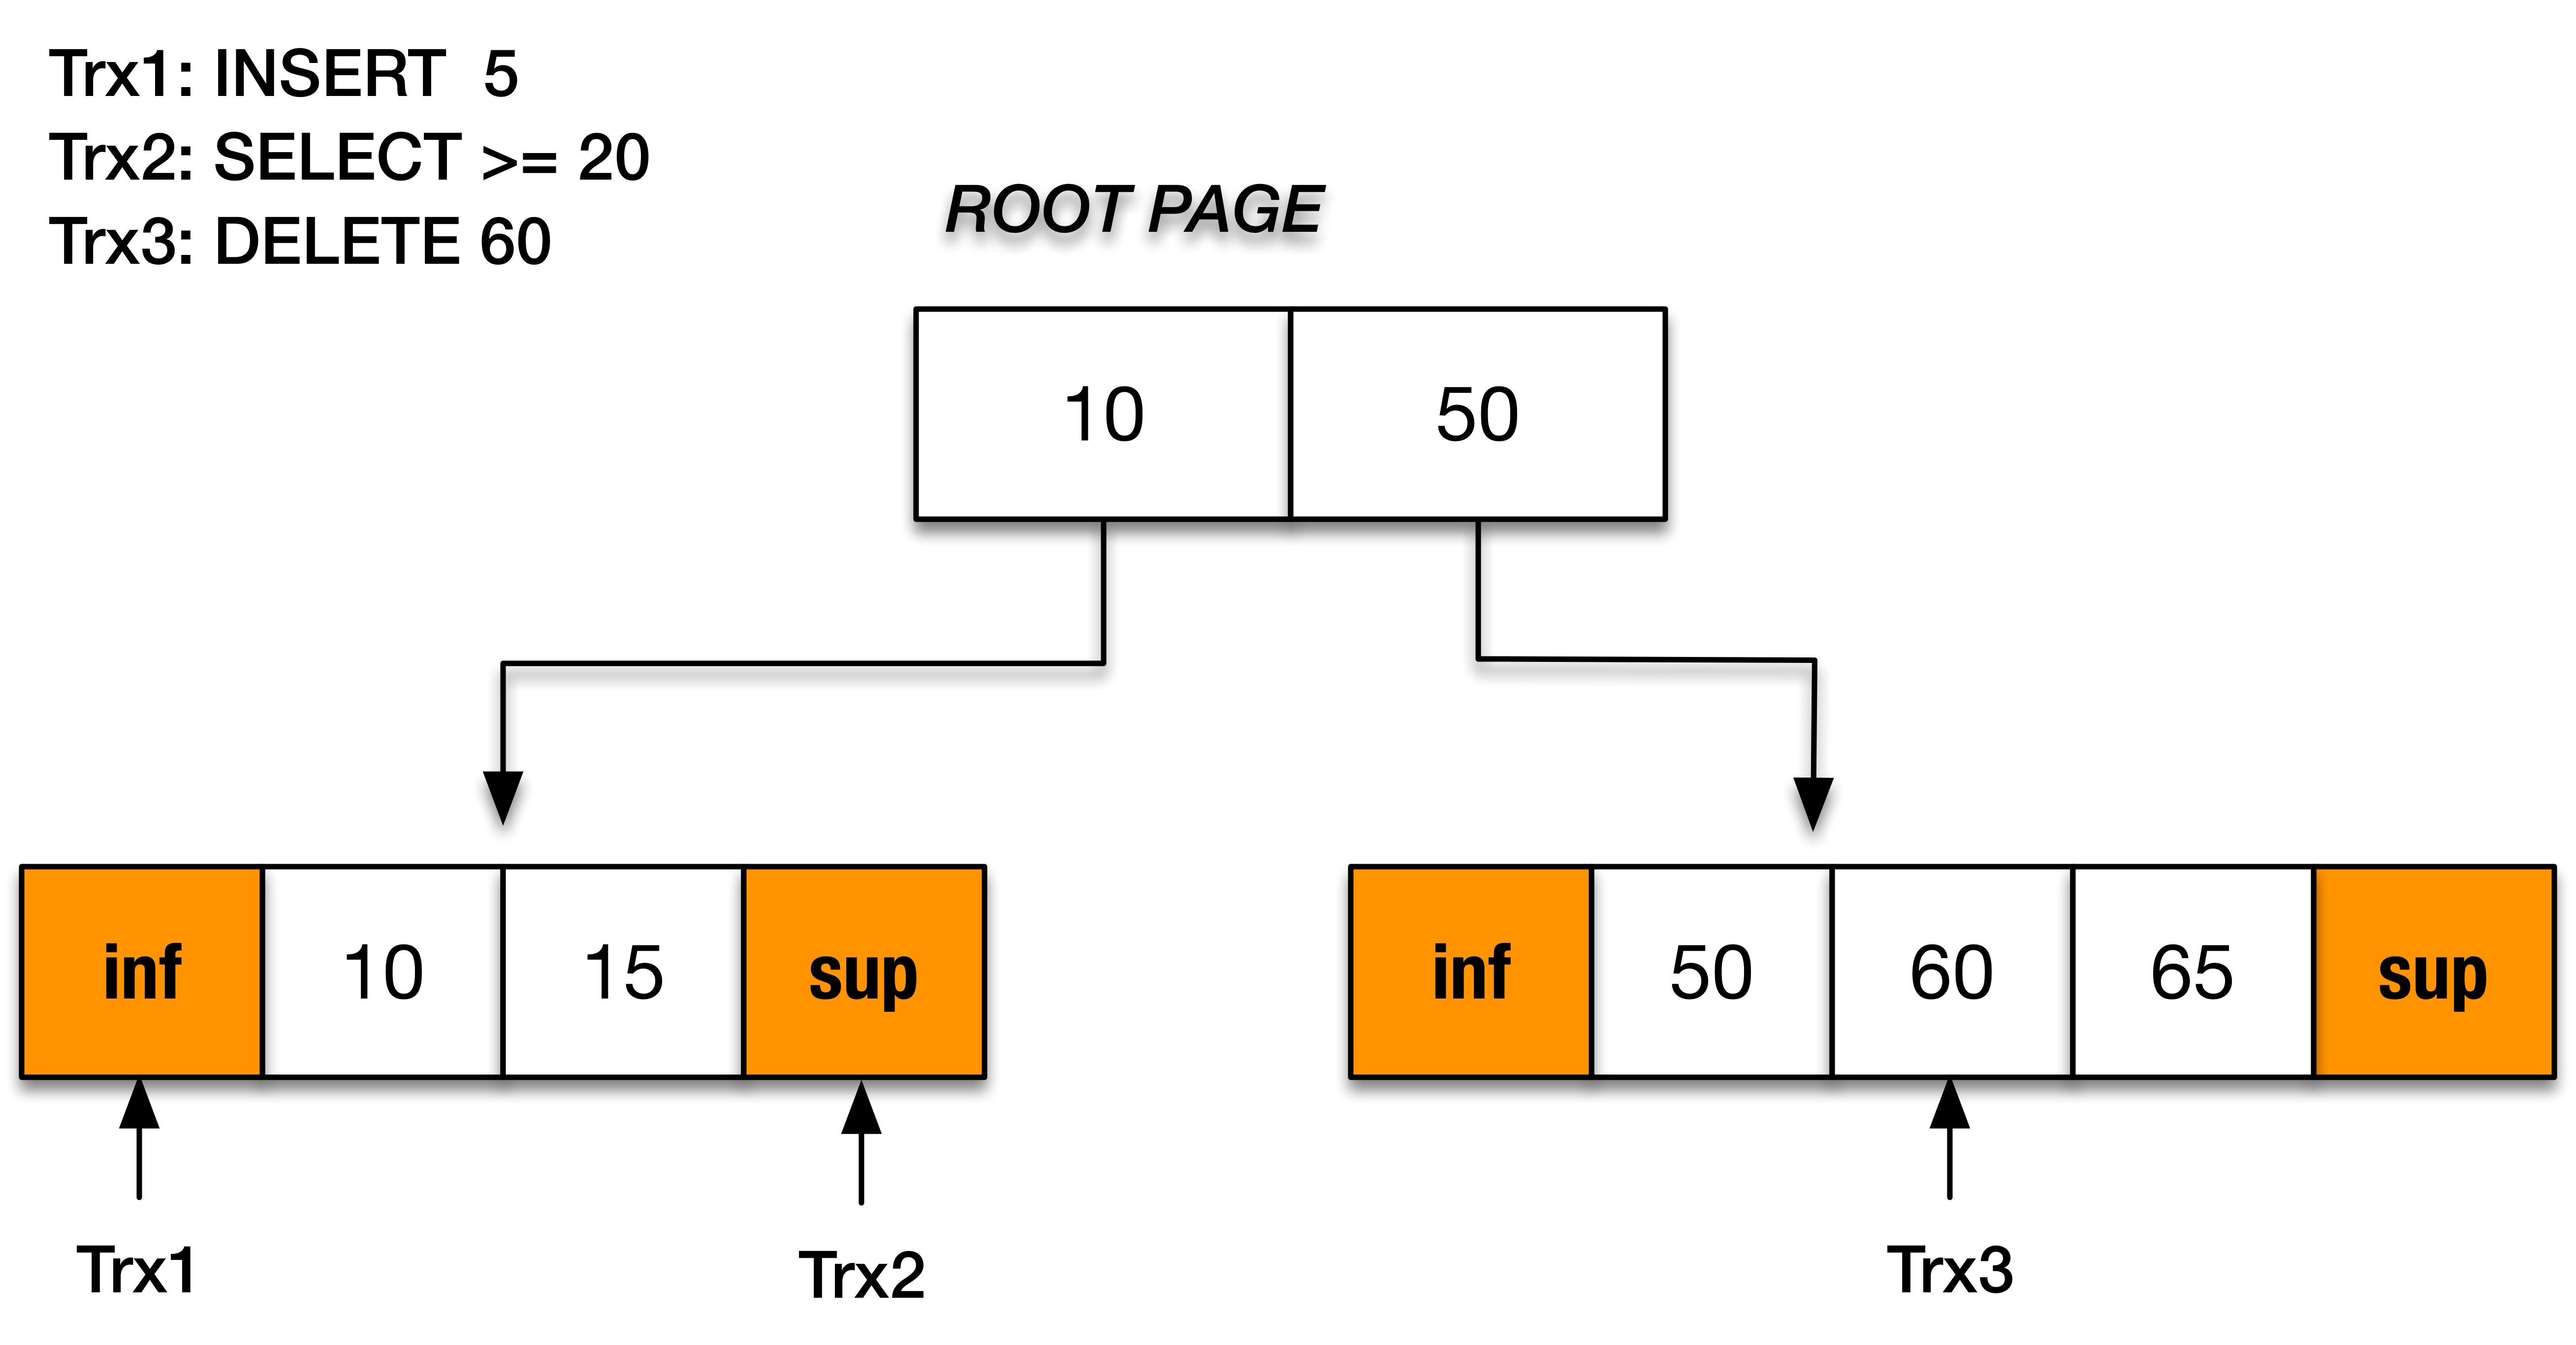 Trx1: INSERT  5
Trx2: SELECT >= 20
Trx3: DELETE 60
ROOT PAGE
10 50
inf 10 15 sup
inf 50 60 65 sup
Trx1
Trx2
Trx3